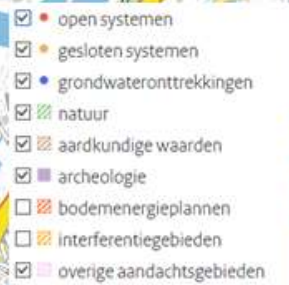 open systemen
gesloten systemen
grondwateronttrekkingen
natuur
aardkundige waarden
archeologie
bodemenergieplannen
interferentiegebieden
overige aandachtsgebieden